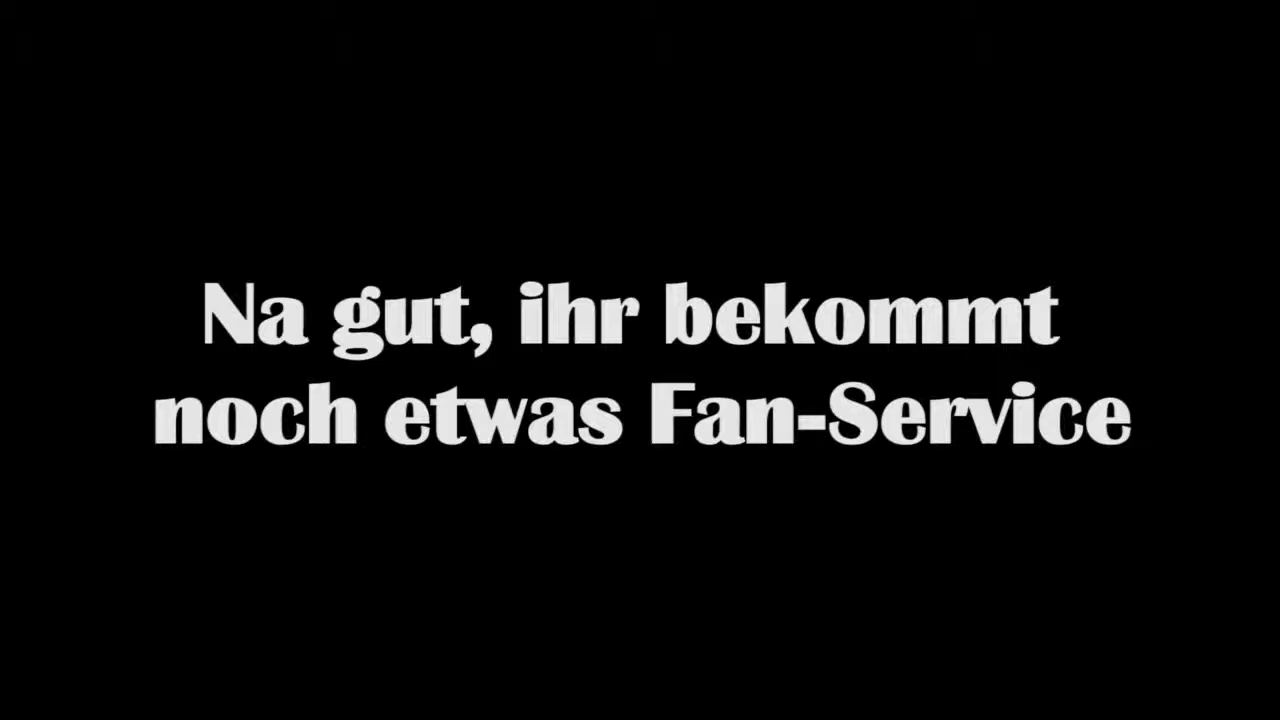 Na gut, ihr bekommt
noch etwas Fan-Service